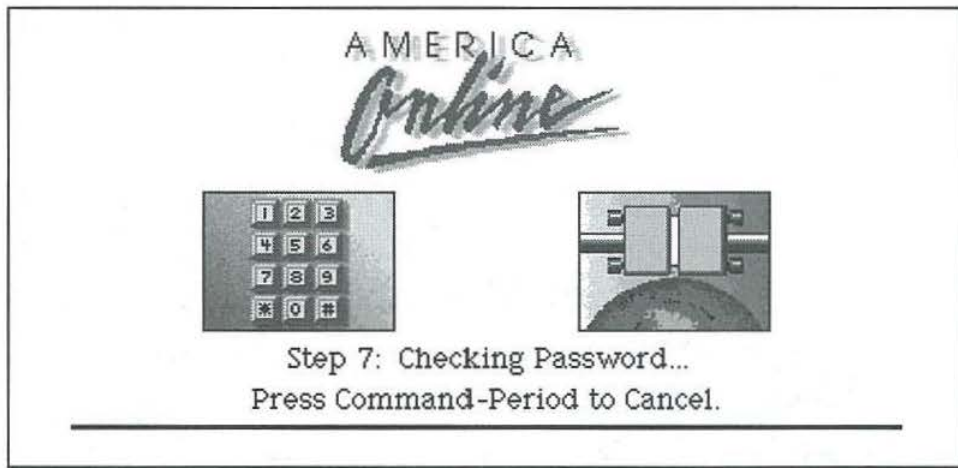 AMERICA
Online
1 2 3
4 5 6
7 8 9
* 0 #
Step 7: Checking Password...
Press Command-Period to Cancel.